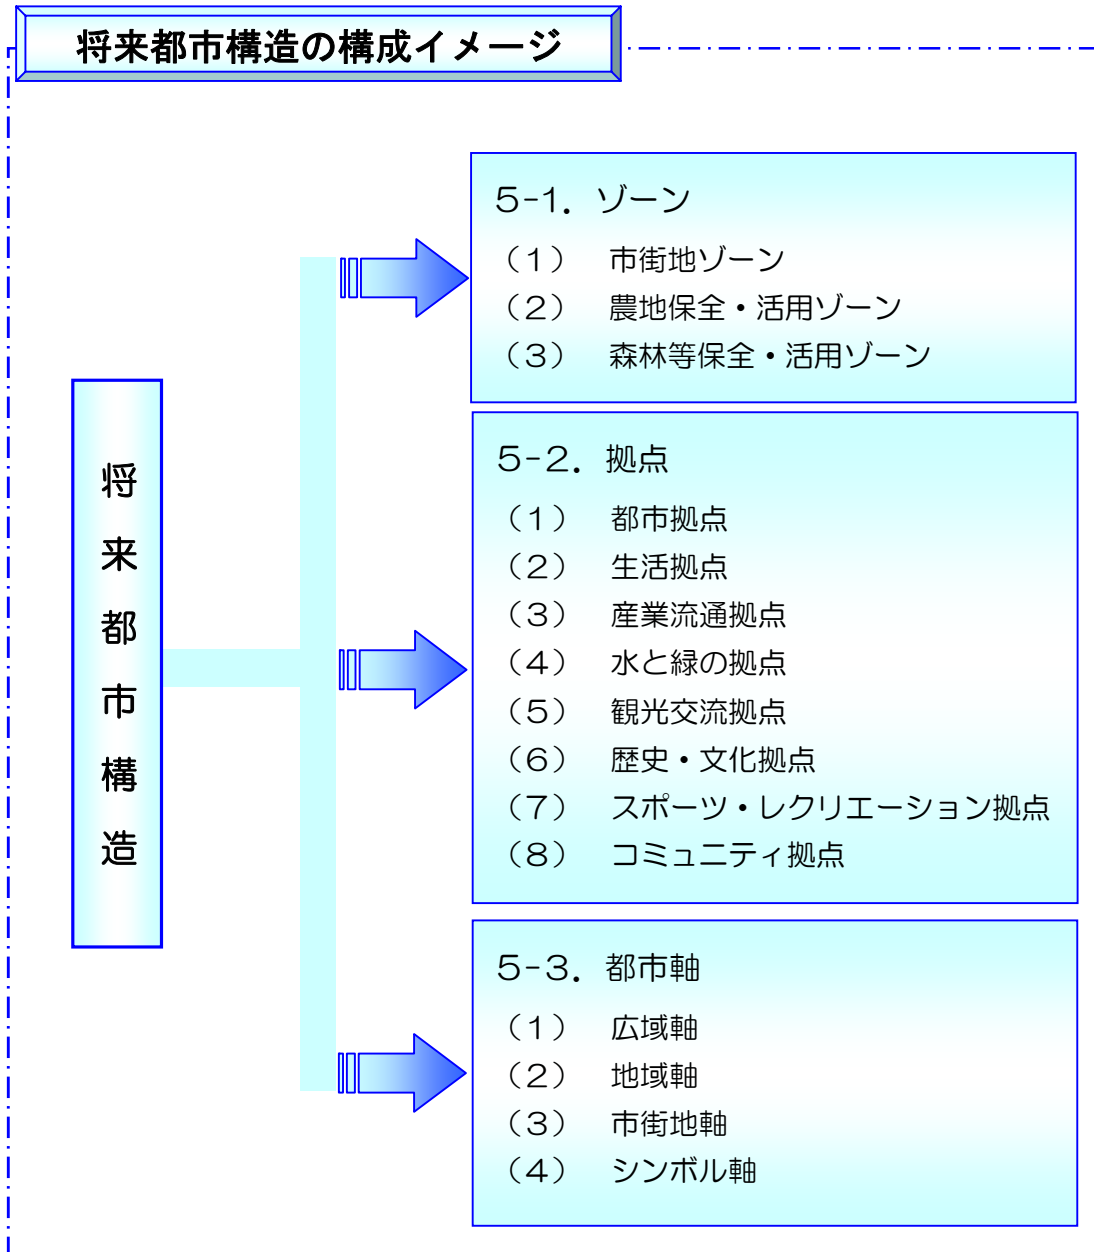 将来都市構造の構成イメージ
将来都市構造
5-1．ゾーン
（1）　市街地ゾーン
（2）　農地保全・活用ゾーン
（3）　森林等保全・活用ゾーン
5-2．拠点
（1）　都市拠点
（2）　生活拠点
（3）　産業流通拠点
（4）　水と緑の拠点
（5）　観光交流拠点
（6）　歴史・文化拠点
（7）　スポーツ・レクリエーション拠点
（8）　コミュニティ拠点
5-3．都市軸
（1）　広域軸
（2）　地域軸
（3）　市街地軸
（4）　シンボル軸